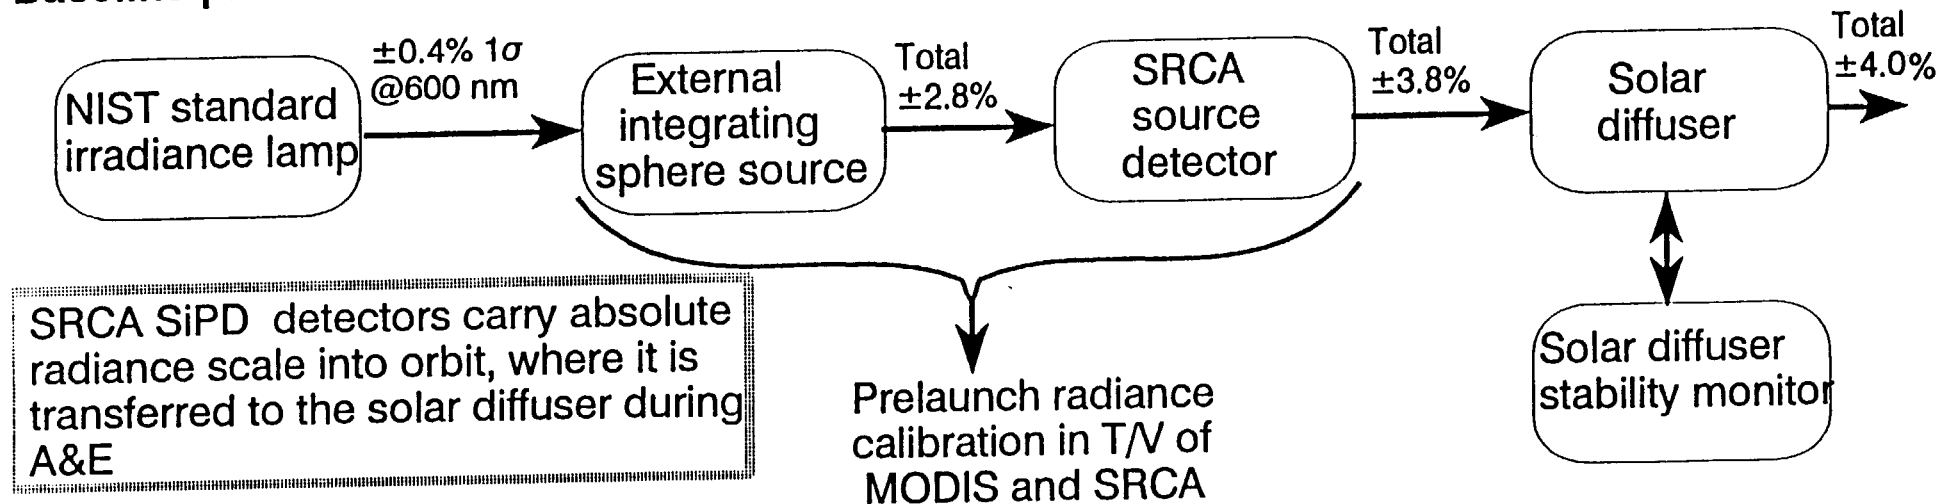 ±0.4% 1σ
@600 nm
Total
±2.8%
Total
±3.8%
Total
±4.0%
NIST standard
irradiance lamp
External
integrating
sphere source
SRCA
source
detector
Solar
diffuser
SRCA SiPD detectors carry absolute
radiance scale into orbit, where it is
transferred to the solar diffuser during
A&E
Prelaunch radiance
calibration in T/V of
MODIS and SRCA
Solar diffuser
stability monitor